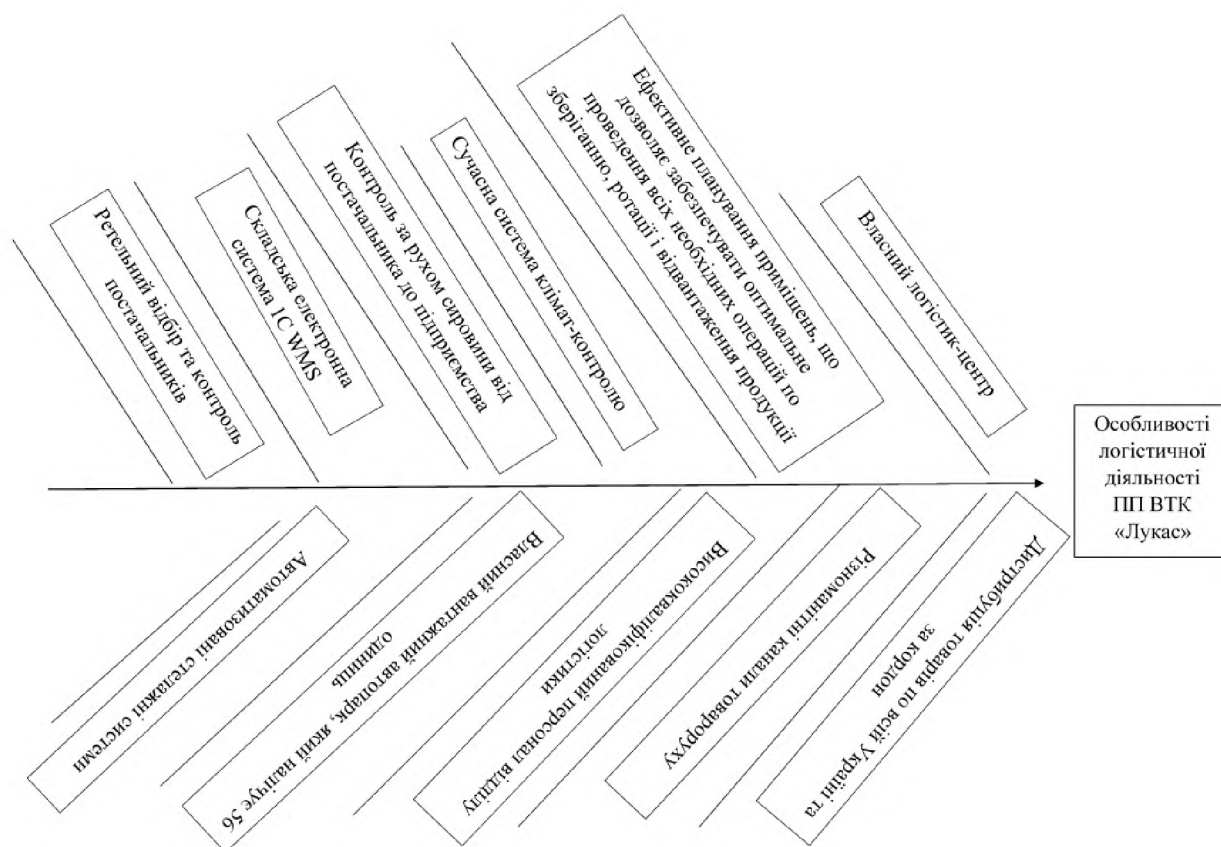 Ретельний відбір та контроль
постачальників
Складська електронна
система 1С WMS
Контроль за рухом сировини від
постачальника до підприємства
Сучасна система клімат-контролю
Ефективне планування приміщень, що
дозволяє забезпечувати оптимальне
проведення всіх необхідних операцій по
зберіганню, ротації і відвантаження продукції
Власний логістик-центр
Особливості
логістичної
діяльності
ПП ВТК
«Лукас»
Автоматизовані стелажні системи
Власний вантажний автопарк, який налічує 56
одиниць
Висококваліфікований персонал відділу
логістики
Різноманітні канали товароруху
Дистрибуція товарів по всій Україні та
за кордон